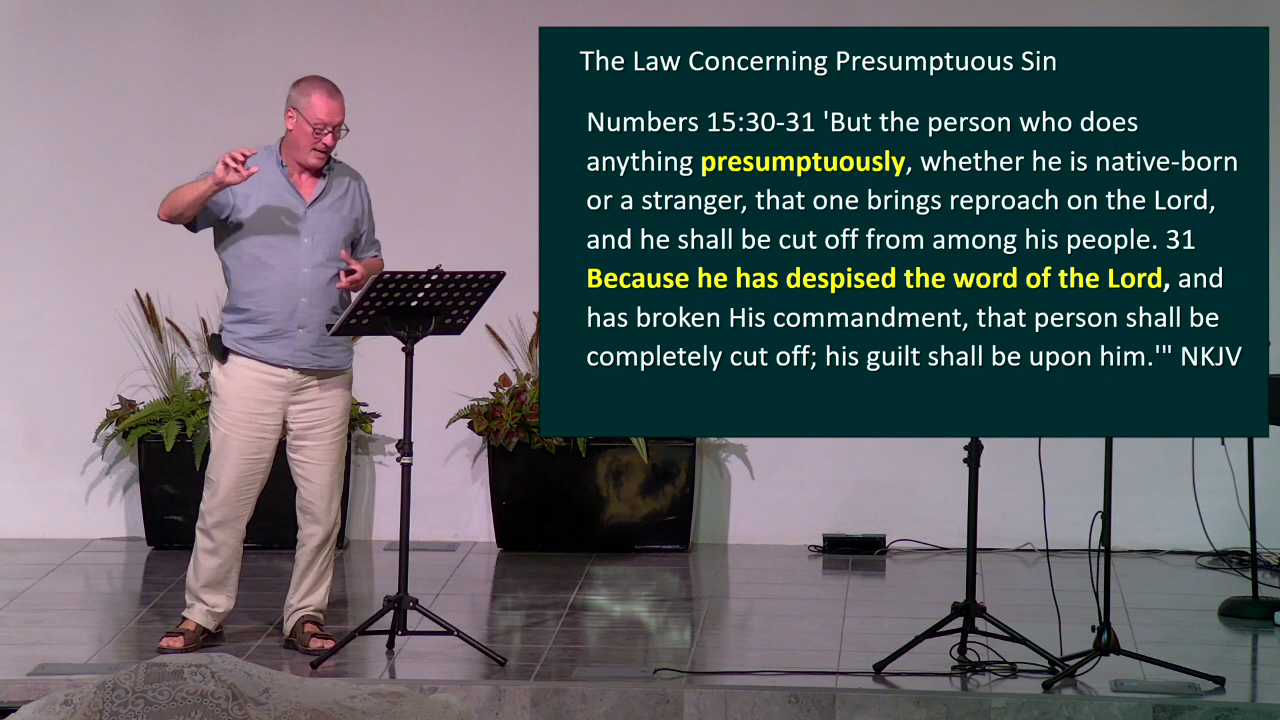 The Law Concerning Presumptuous Sin
Numbers 15:30-31 'But the person who does
anything presumptuously, whether he is native-born
or a stranger, that one brings reproach on the Lord,
and he shall be cut off from among his people. 31
Because he has despised the word of the Lord, and
has broken His commandment, that person shall be
completely cut off; his guilt shall be upon him.'" NKJV